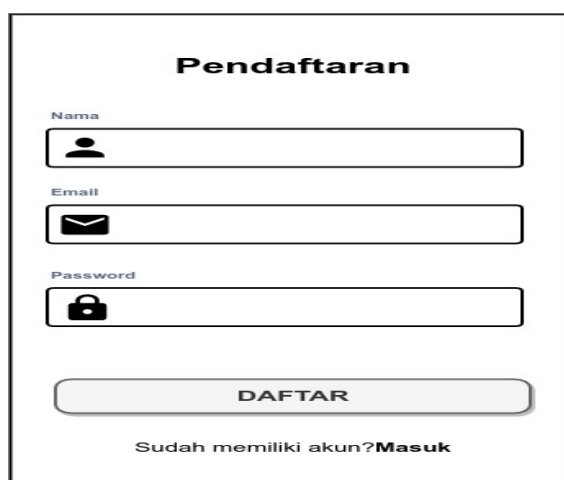 Pendaftaran
Nama
Email
Password
DAFTAR
Sudah memiliki akun?Masuk